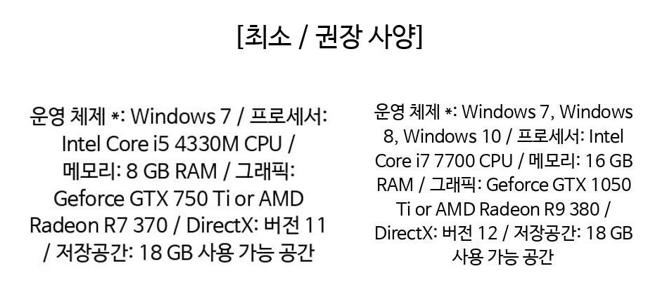 [최소 / 권장 사양]
운영 체제 *: Windows 7 / 프로세서:
Intel Core i5 4330M CPU /
메모리: 8 GB RAM / 그래픽:
Geforce GTX 750 Ti or AMD
Radeon R7 370 / DirectX: 버전 11
/ 저장공간: 18 GB 사용 가능 공간
운영 체제 *: Windows 7, Windows
8, Windows 10 / 프로세서: Intel
Core i7 7700 CPU / 메모리: 16 GB
RAM / 그래픽: Geforce GTX 1050
Ti or AMD Radeon R9 380 /
DirectX: 버전 12 / 저장공간: 18 GB
사용 가능 공간